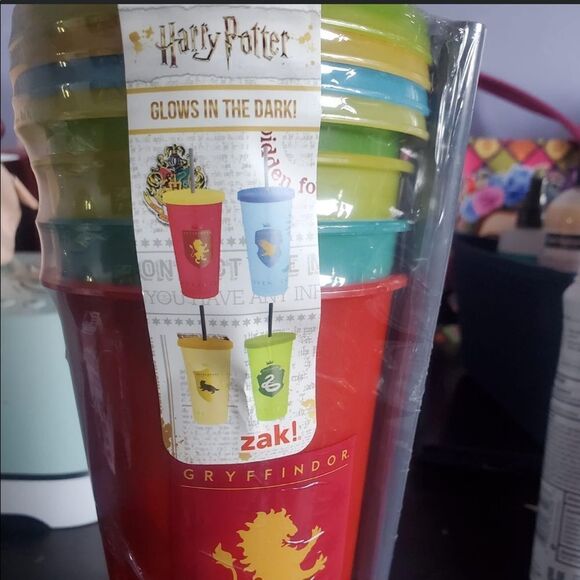 Harry Potter
GLOWS IN THE DARK!
zak!
GRYFFINDOR